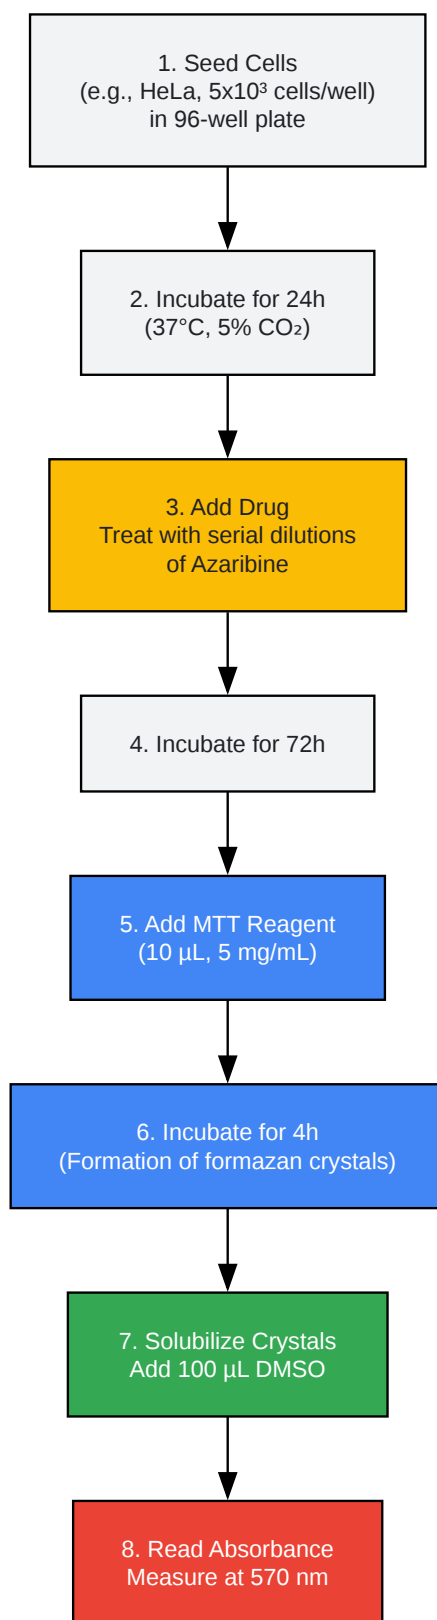 1. Seed Cells
(e.g., HeLa, 5x10³ cells/well)
in 96-well plate
2. Incubate for 24h
(37°C, 5% CO₂)
3. Add Drug
Treat with serial dilutions
of Azaribine
4. Incubate for 72h
5. Add MTT Reagent
(10 µL, 5 mg/mL)
6. Incubate for 4h
(Formation of formazan crystals)
7. Solubilize Crystals
Add 100 µL DMSO
8. Read Absorbance
Measure at 570 nm